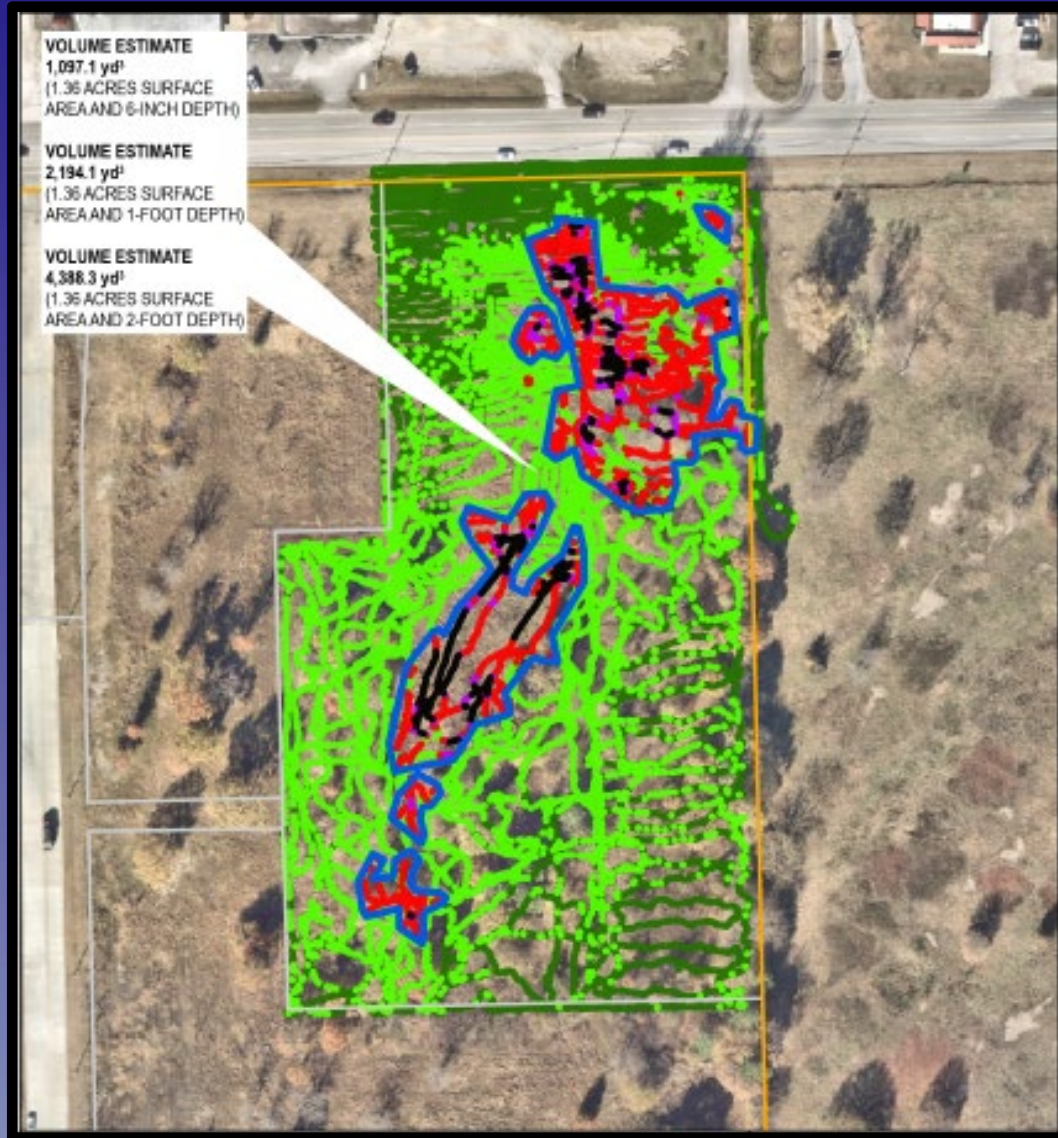 VOLUME ESTIMATE
1,097.1 yd³
(1.36 ACRES SURFACE
AREA AND 6-INCH DEPTH)
VOLUME ESTIMATE
2,194.1 yd³
(1.36 ACRES SURFACE
AREA AND 1-FOOT DEPTH)
VOLUME ESTIMATE
4,388.3 yd³
(1.36 ACRES SURFACE
AREA AND 2-FOOT DEPTH)